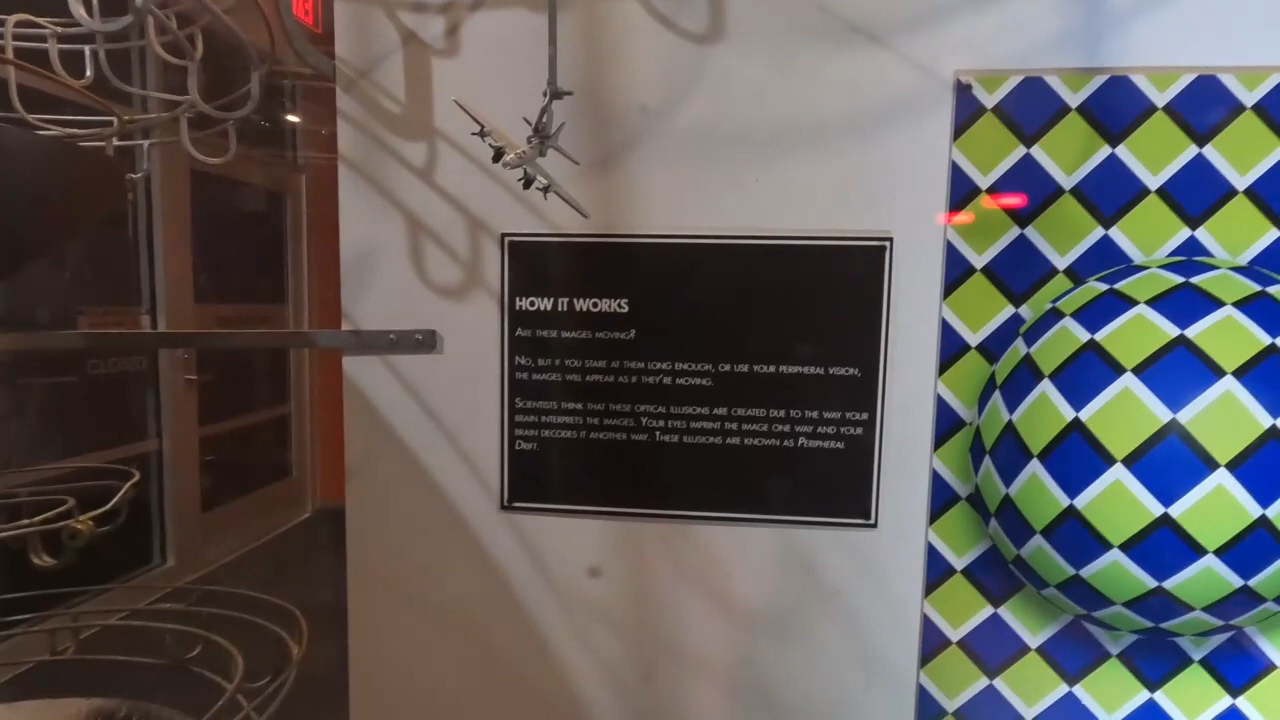 HOW IT WORKS
ARE THESE IMAGES MOVING?
NO, BUT IF YOU STARE AT THEM LONG ENOUGH, OR USE YOUR PERIPHERAL VISION,
THE IMAGES WILL APPEAR AS IF THEY'RE MOVING.
SCIENTISTS THINK THAT THESE OPTICAL ILLUSIONS ARE CREATED DUE TO THE WAY YOUR
BRAIN INTERPRETS THE IMAGES. YOUR EYES IMPRINT THE IMAGE ONE WAY AND YOUR
BRAIN DECODES IT ANOTHER WAY. THESE ILLUSIONS ARE KNOWN AS PERIPHERAL
DRIFT.